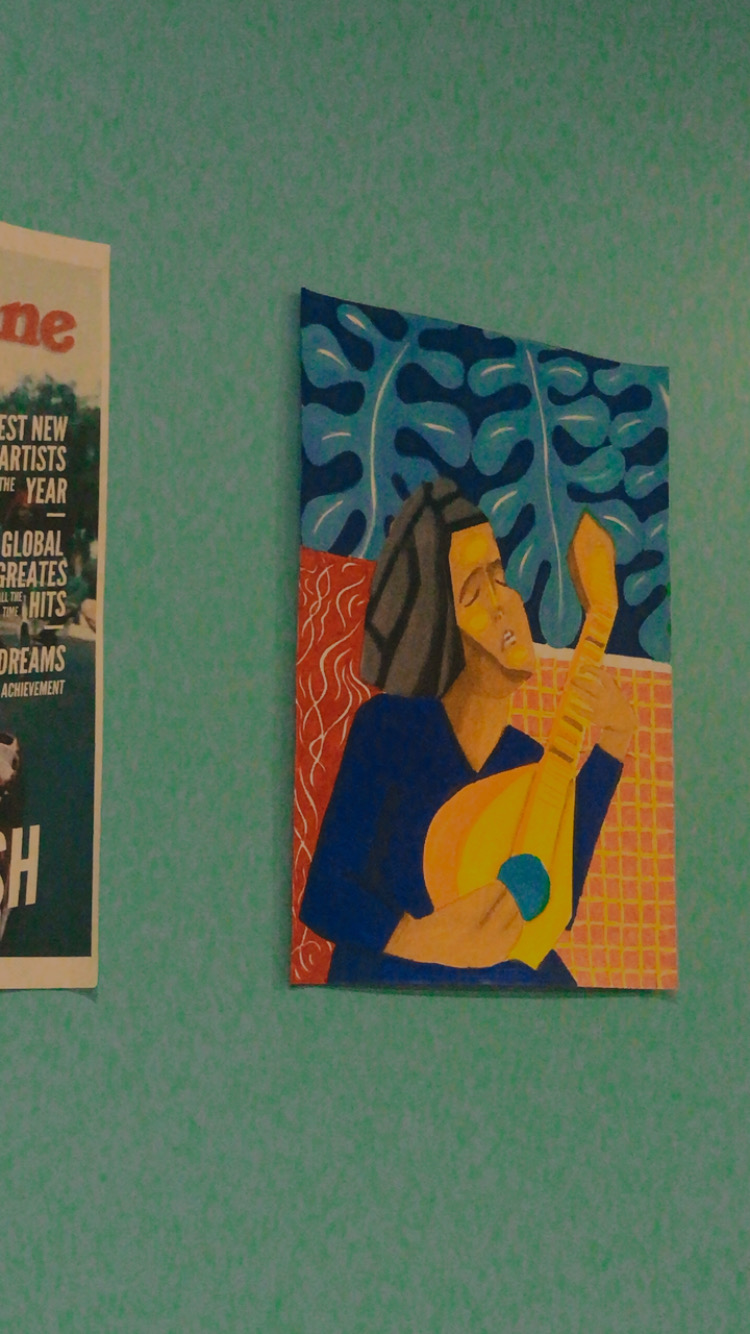 ne
EST NEW
ARTISTS
THE YEAR
GLOBAL
GREATES
ALL THE
TIME HITS
DREAMS
ACHIEVEMENT
SH